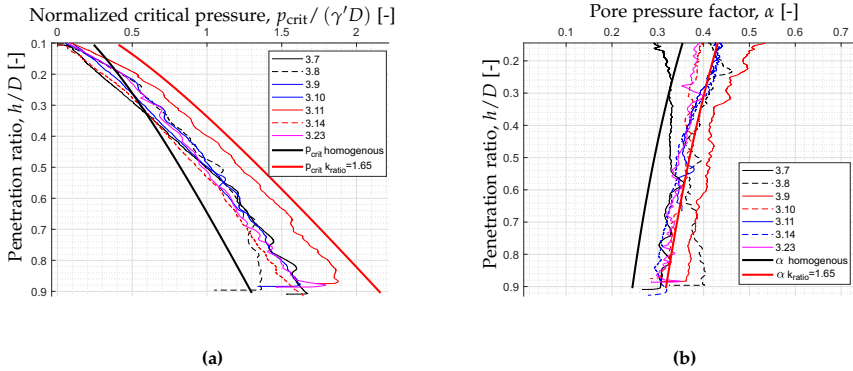 Normalized critical pressure, p_crit / (γ′D) [-]
0 0.5 1 1.5 2
Penetration ratio, h/D [-]
0.1
0.2
0.3
0.4
0.5
0.6
0.7
0.8
0.9
3.7
3.8
3.9
3.10
3.11
3.14
3.23
p_crit homogenous
p_crit k_ratio=1.65
(a)
Pore pressure factor, α [-]
0 0.1 0.2 0.3 0.4 0.5 0.6 0.7
Penetration ratio, h/D [-]
0.2
0.3
0.4
0.5
0.6
0.7
0.8
0.9
3.7
3.8
3.9
3.10
3.11
3.14
3.23
α homogenous
α k_ratio=1.65
(b)